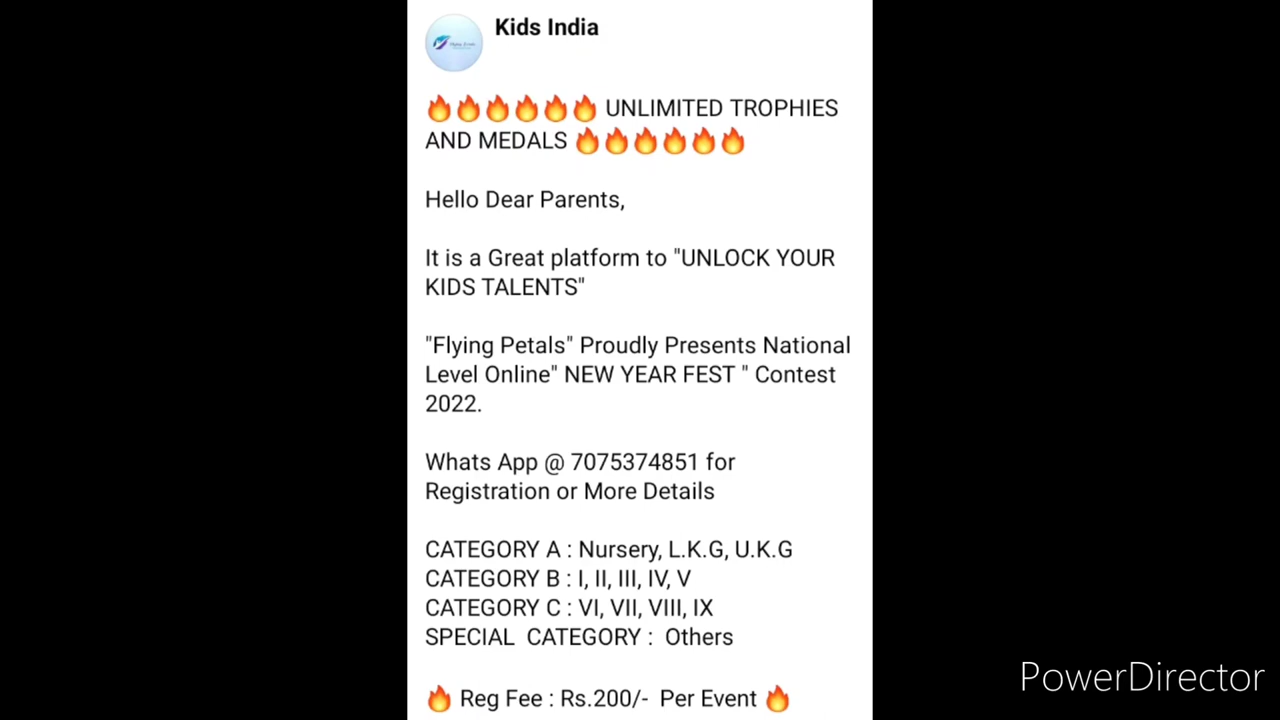 Kids India
🔥🔥🔥🔥🔥🔥 UNLIMITED TROPHIES
AND MEDALS 🔥🔥🔥🔥🔥🔥
Hello Dear Parents,
It is a Great platform to "UNLOCK YOUR
KIDS TALENTS"
"Flying Petals" Proudly Presents National
Level Online" NEW YEAR FEST " Contest
2022.
Whats App @ 7075374851 for
Registration or More Details
CATEGORY A : Nursery, L.K.G, U.K.G
CATEGORY B : I, II, III, IV, V
CATEGORY C : VI, VII, VIII, IX
SPECIAL  CATEGORY :  Others
🔥 Reg Fee : Rs.200/-  Per Event 🔥
PowerDirector